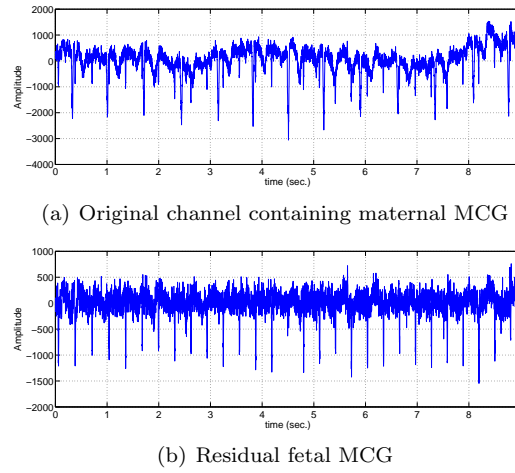 2000
1000
0
−1000
−2000
−3000
−4000
Amplitude
0 1 2 3 4 5 6 7 8
time (sec.)
(a) Original channel containing maternal MCG
1000
500
0
−500
−1000
−1500
−2000
Amplitude
0 1 2 3 4 5 6 7 8
time (sec.)
(b) Residual fetal MCG